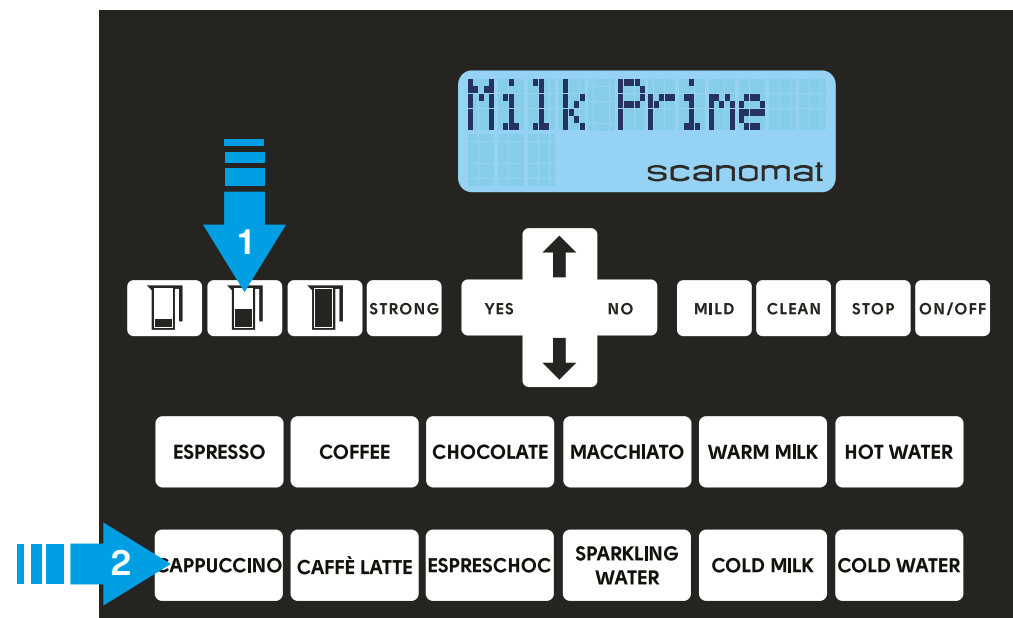 Milk Prime
scanomat
1
STRONG
YES
NO
MILD
CLEAN
STOP
ON/OFF
ESPRESSO
COFFEE
CHOCOLATE
MACCHIATO
WARM MILK
HOT WATER
2
CAPPUCCINO
CAFFÈ LATTE
ESPRESCHOC
SPARKLING
WATER
COLD MILK
COLD WATER